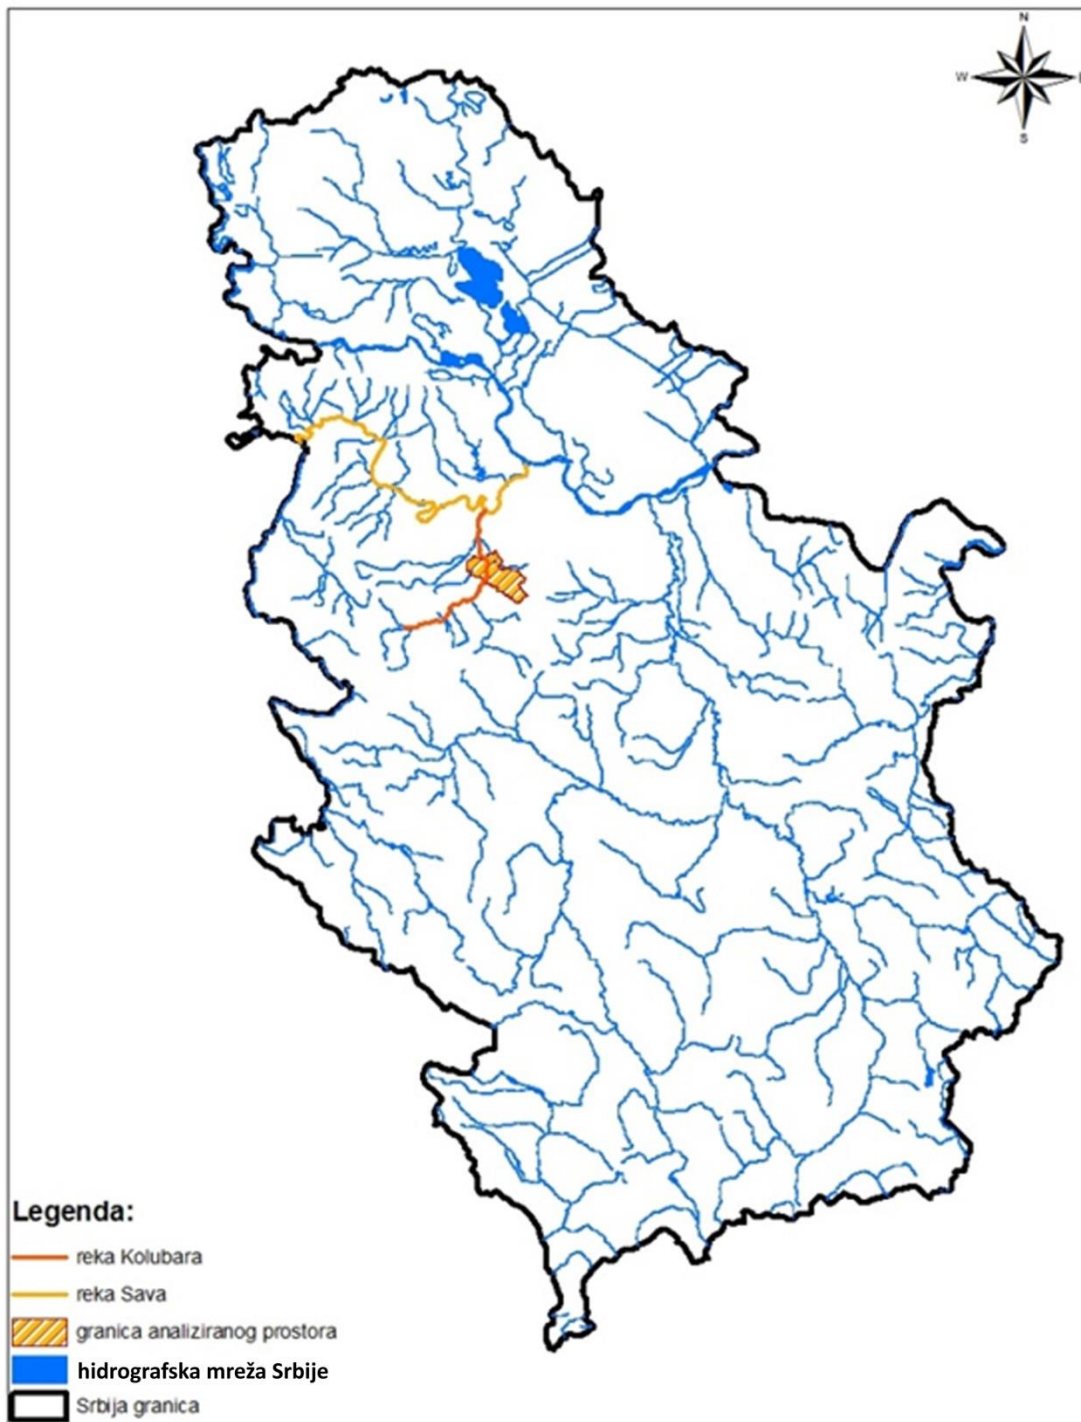 N
W
S
Legenda:
reka Kolubara
reka Sava
granica analiziranog prostora
hidrografska mreža Srbije
Srbija granica